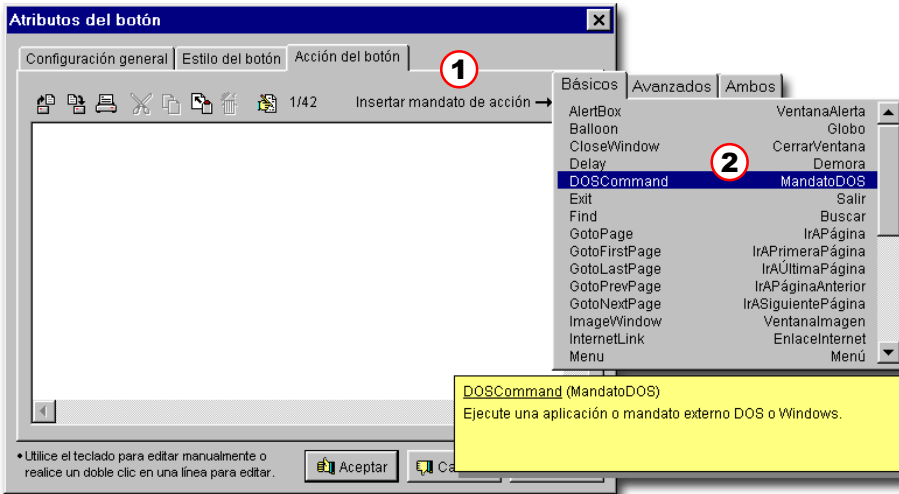 Atributos del botón
Configuración general Estilo del botón Acción del botón
1
1/42 Insertar mandato de acción →
Básicos Avanzados Ambos
AlertBox VentanaAlerta
Balloon Globo
CloseWindow CerrarVentana
2
Delay Demora
DOSCommand MandatoDOS
Exit Salir
Find Buscar
GotoPage IrAPágina
GotoFirstPage IrAPrimeraPágina
GotoLastPage IrAÚltimaPágina
GotoPrevPage IrAPáginaAnterior
GotoNextPage IrASiguientePágina
ImageWindow VentanaImagen
InternetLink EnlaceInternet
Menu Menú
DOSCommand (MandatoDOS)
Ejecute una aplicación o mandato externo DOS o Windows.
•Utilice el teclado para editar manualmente o
realice un doble clic en una línea para editar.
Aceptar
Ca